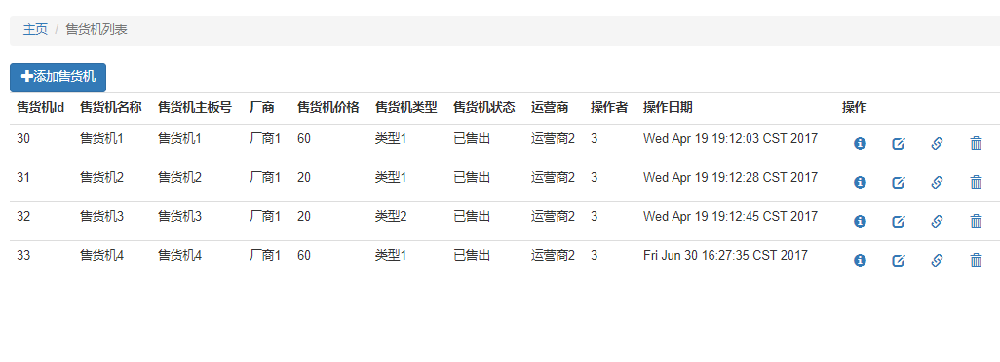 主页 / 售货机列表
添加售货机
售货机Id 售货机名称 售货机主板号 厂商 售货机价格 售货机类型 售货机状态 运营商 操作者 操作日期 操作
30 售货机1 售货机1 厂商1 60 类型1 已售出 运营商2 3 Wed Apr 19 19:12:03 CST 2017
31 售货机2 售货机2 厂商1 20 类型1 已售出 运营商2 3 Wed Apr 19 19:12:28 CST 2017
32 售货机3 售货机3 厂商1 20 类型2 已售出 运营商2 3 Wed Apr 19 19:12:45 CST 2017
33 售货机4 售货机4 厂商1 60 类型1 已售出 运营商2 3 Fri Jun 30 16:27:35 CST 2017